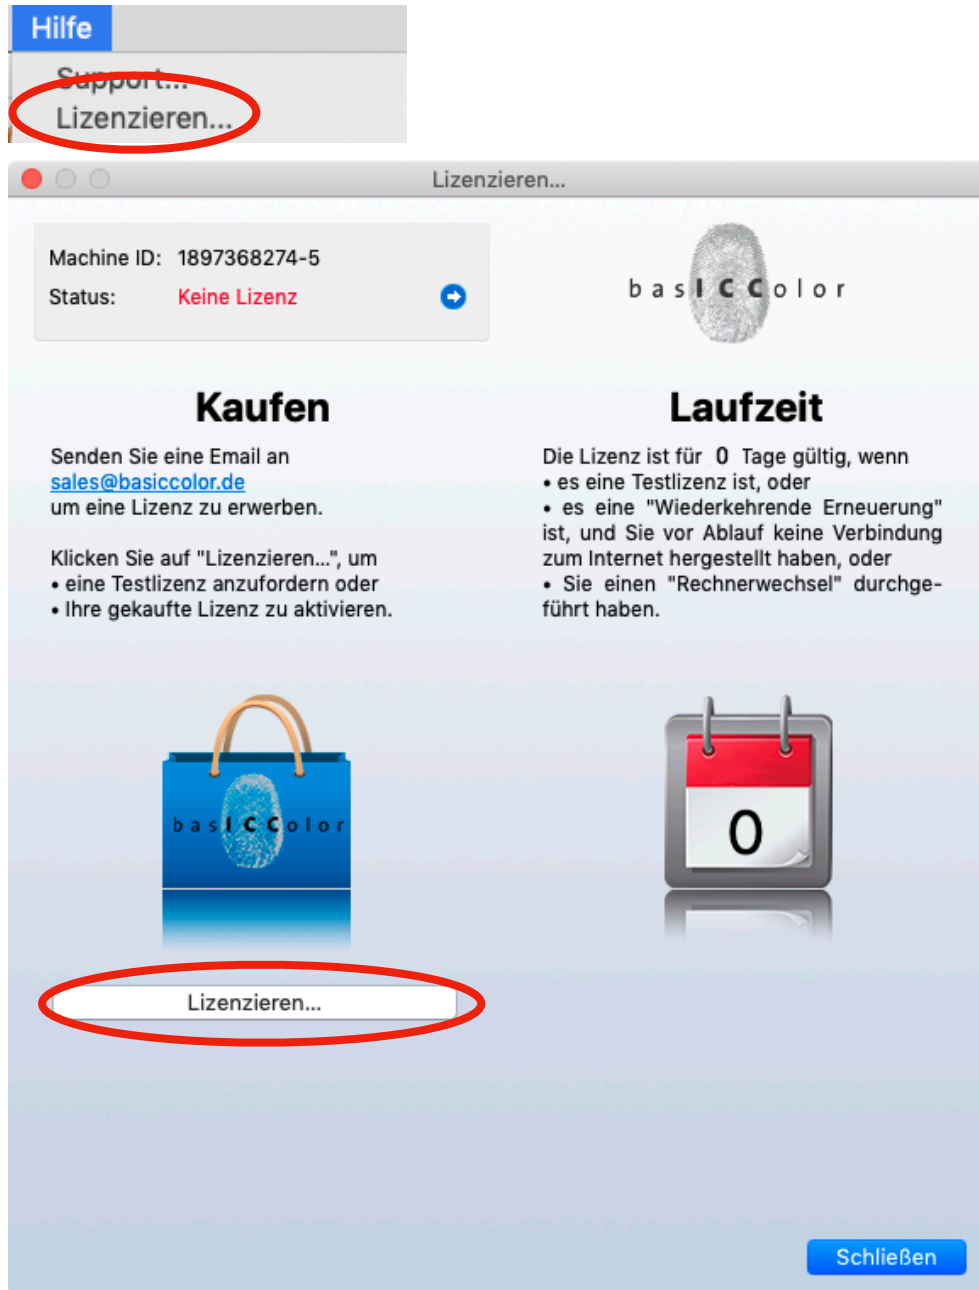 Hilfe
Support...
Lizenzieren...
Lizenzieren...
Machine ID: 1897368274-5
Status: Keine Lizenz
basICColor
Kaufen
Senden Sie eine Email an
sales@basiccolor.de
um eine Lizenz zu erwerben.
Klicken Sie auf "Lizenzieren...", um
• eine Testlizenz anzufordern oder
• Ihre gekaufte Lizenz zu aktivieren.
Laufzeit
Die Lizenz ist für 0 Tage gültig, wenn
• es eine Testlizenz ist, oder
• es eine "Wiederkehrende Erneuerung"
ist, und Sie vor Ablauf keine Verbindung
zum Internet hergestellt haben, oder
• Sie einen "Rechnerwechsel" durchge-
führt haben.
basICColor
0
Lizenzieren...
Schließen